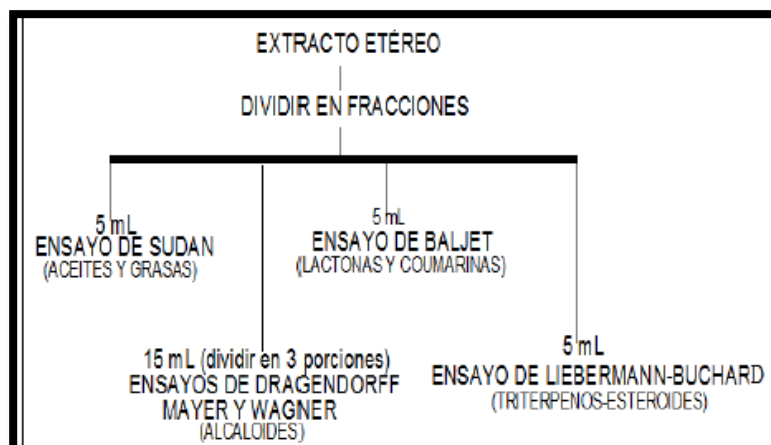 EXTRACTO ETÉREO
DIVIDIR EN FRACCIONES
5 mL
ENSAYO DE SUDAN
(ACEITES Y GRASAS)
15 mL (dividir en 3 porciones)
ENSAYOS DE DRAGENDORFF
MAYER Y WAGNER
(ALCALOIDES)
5 mL
ENSAYO DE BALJET
(LACTONAS Y COUMARINAS)
5 mL
ENSAYO DE LIEBERMANN-BUCHARD
(TRITERPENOS-ESTEROIDES)